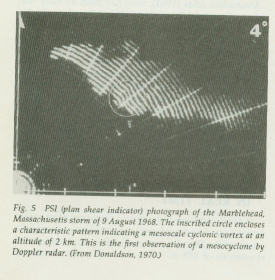 4°
Fig. 5 PSI (plan shear indicator) photograph of the Marblehead,
Massachusetts storm of 9 August 1968. The inscribed circle encloses
a characteristic pattern indicating a mesoscale cyclonic vortex at an
altitude of 2 km. This is the first observation of a mesocyclone by
Doppler radar. (From Donaldson, 1970.)